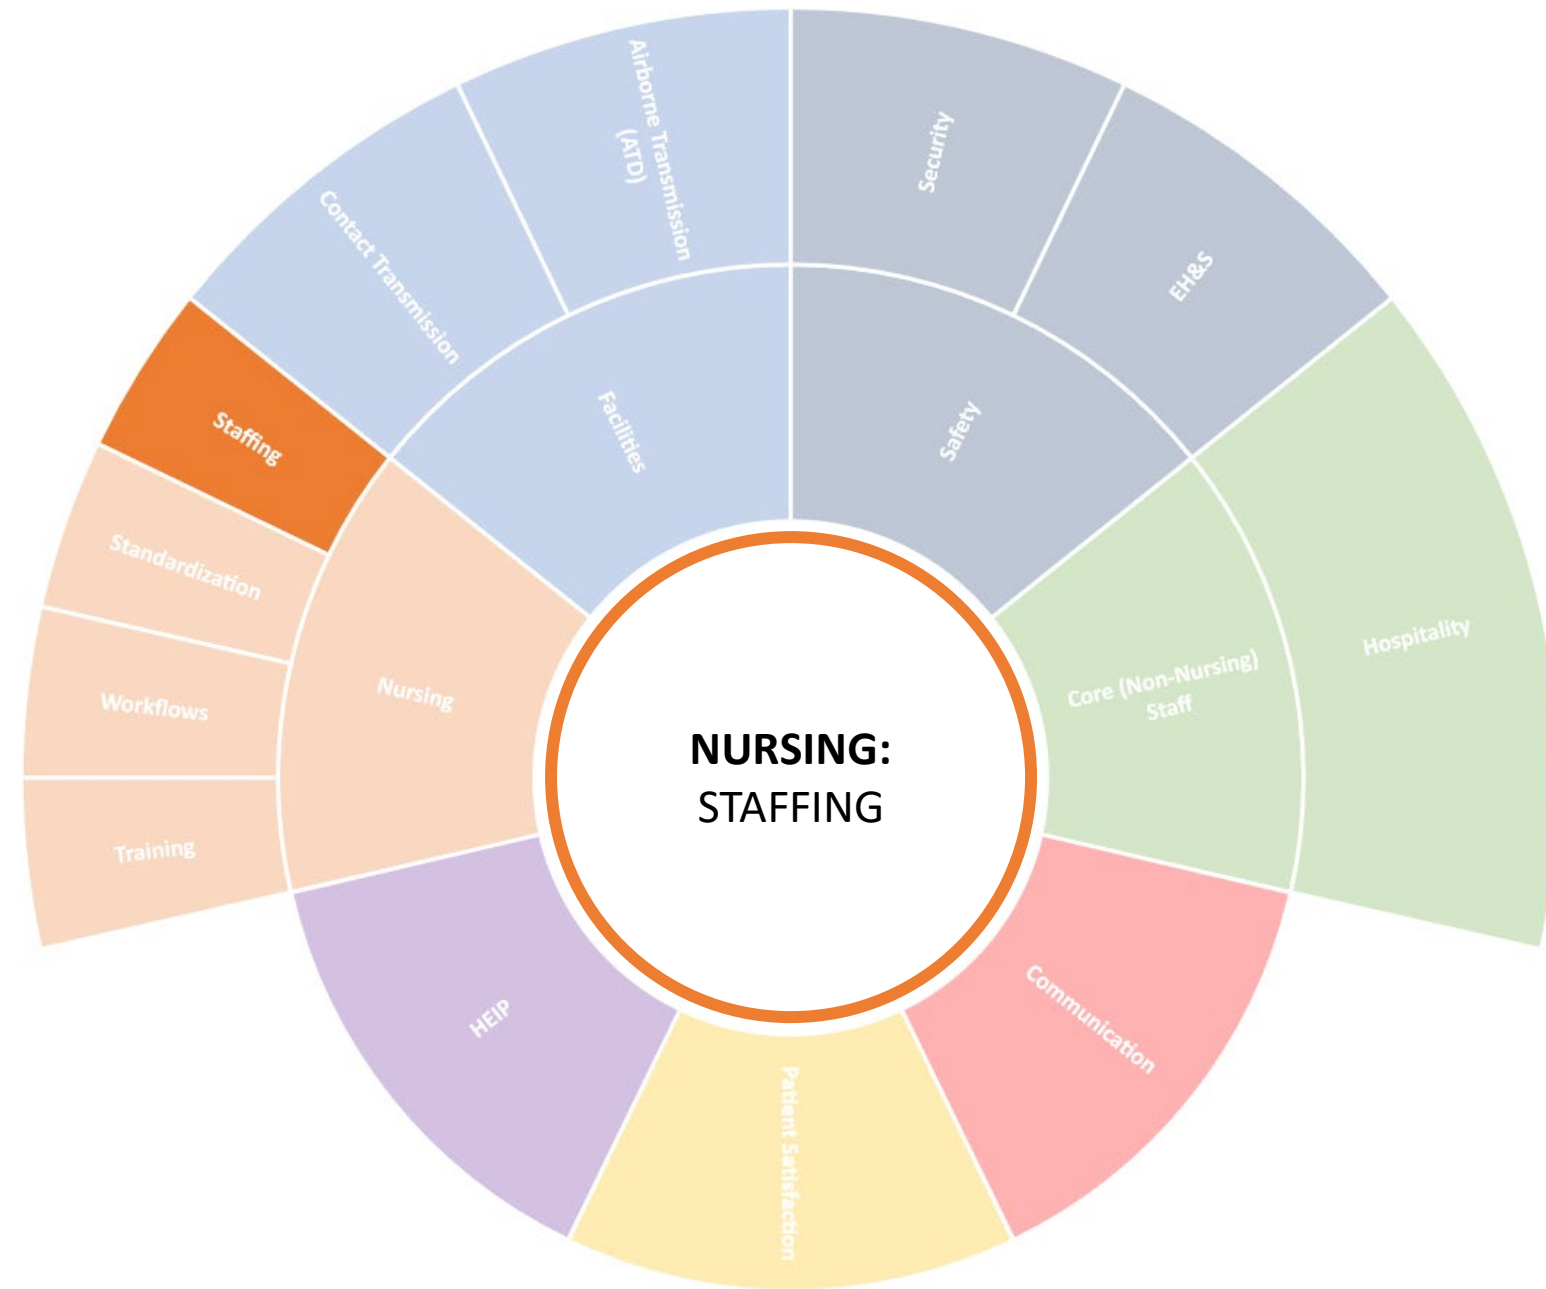 Airborne Transmission
(ATD)
Security
Contact Transmission
EH&S
Staffing
Facilities
Safety
Standardization
Hospitality
Nursing
Core (Non-Nursing)
Staff
Workflows
NURSING:
STAFFING
Training
HEIP
Communication
Patient Satisfaction